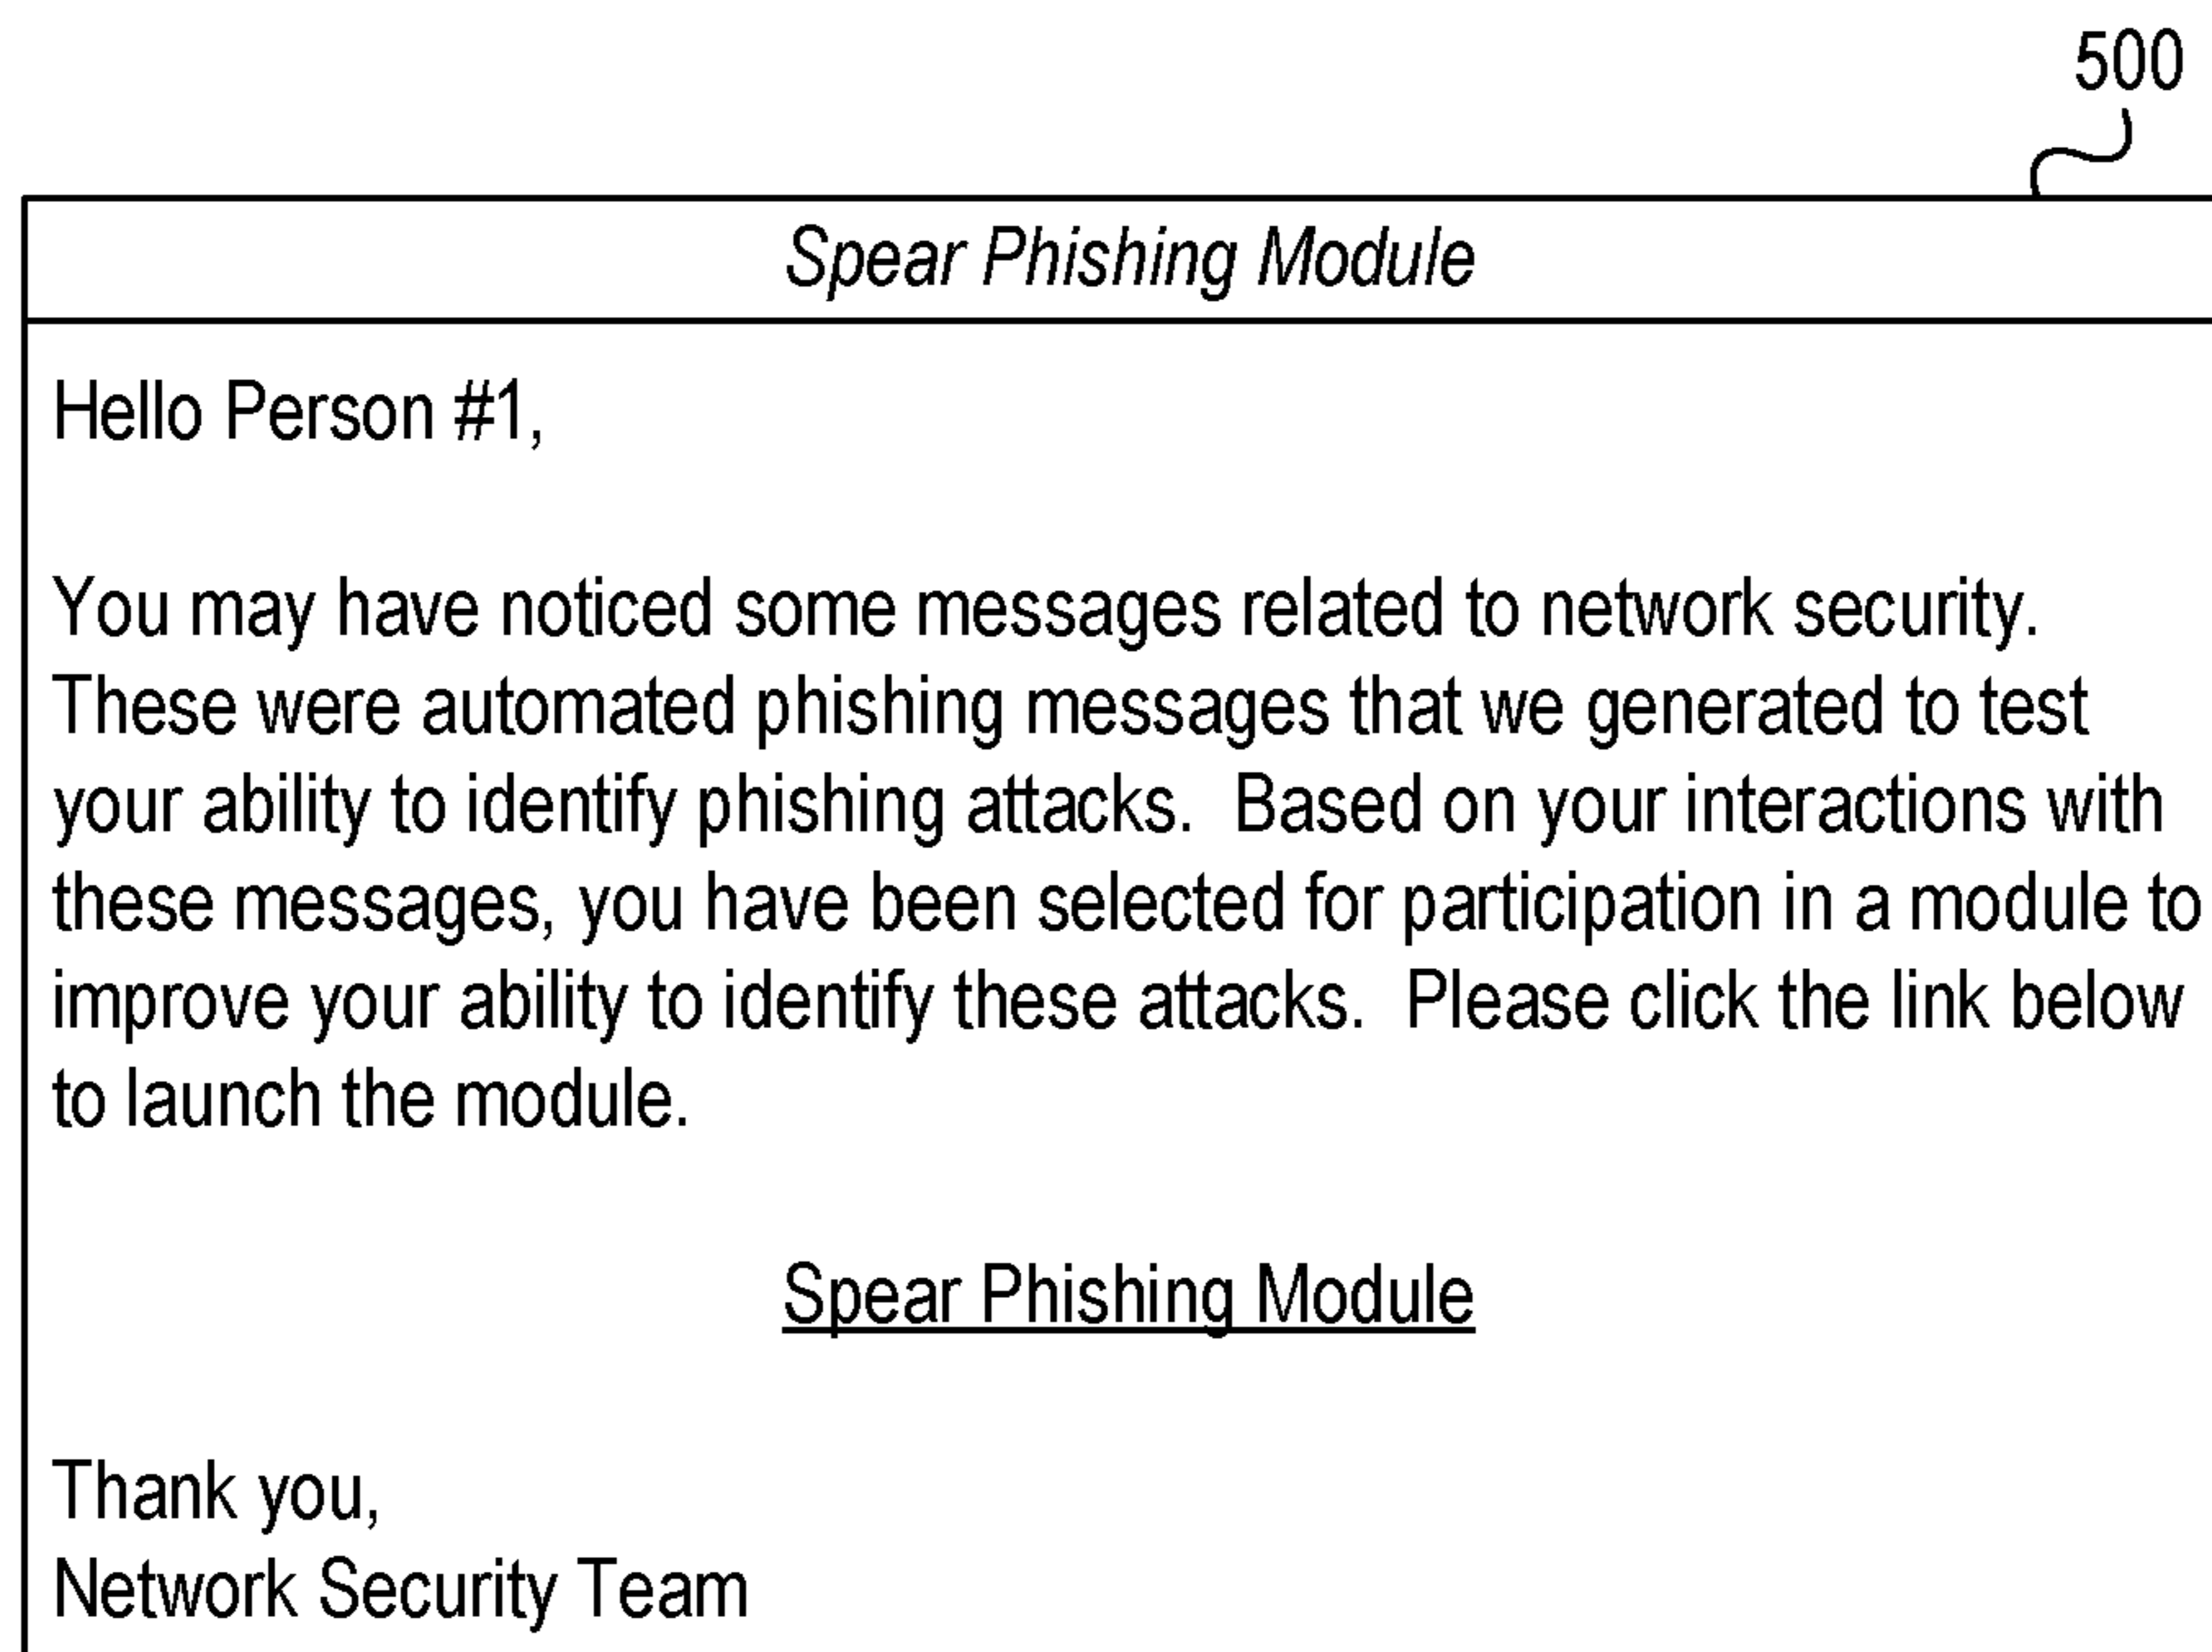 500
Spear Phishing Module
Hello Person #1,
You may have noticed some messages related to network security.
These were automated phishing messages that we generated to test
your ability to identify phishing attacks.  Based on your interactions with
these messages, you have been selected for participation in a module to
improve your ability to identify these attacks.  Please click the link below
to launch the module.
Spear Phishing Module
Thank you,
Network Security Team